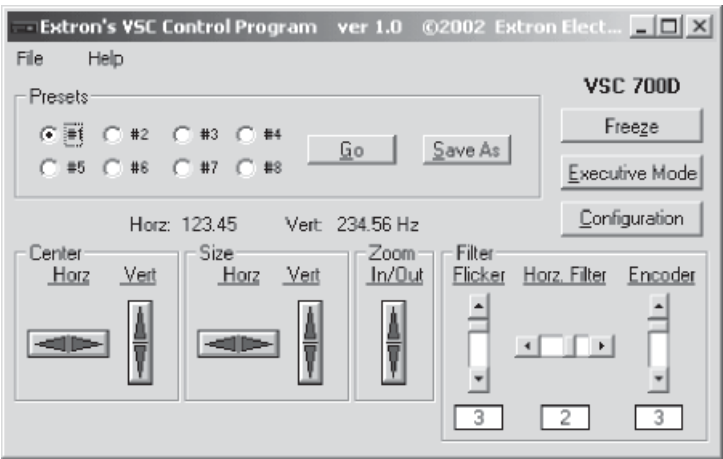 Extron's VSC Control Program ver 1.0 ©2002 Extron Elect...
File Help
VSC 700D
Presets
#1 #2 #3 #4
#5 #6 #7 #8
Go
Save As
Freeze
Executive Mode
Configuration
Horz: 123.45 Vert: 234.56 Hz
Center
Horz Vert
Size
Horz Vert
Zoom
In/Out
Filter
Flicker Horz. Filter Encoder
3 2 3